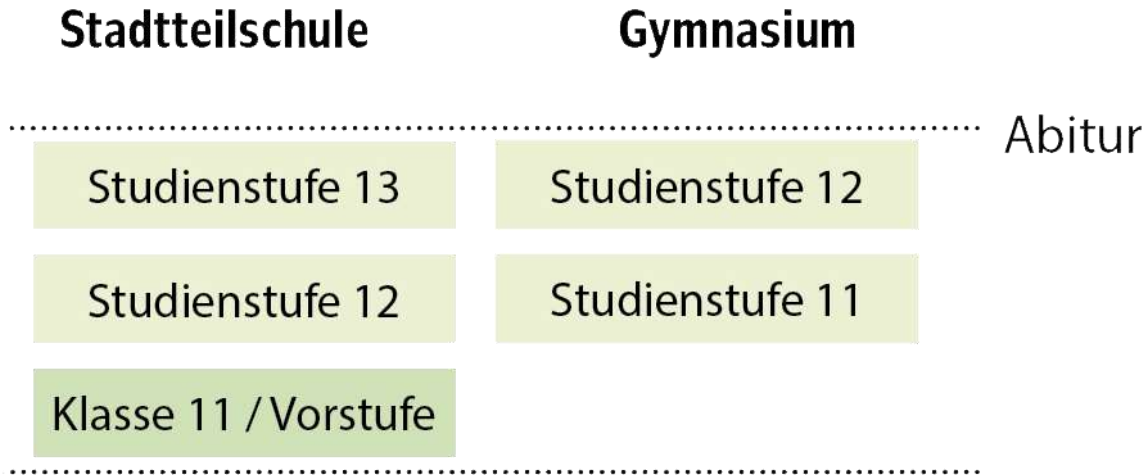 Stadtteilschule Gymnasium
Abitur
Studienstufe 13 Studienstufe 12
Studienstufe 12 Studienstufe 11
Klasse 11 / Vorstufe